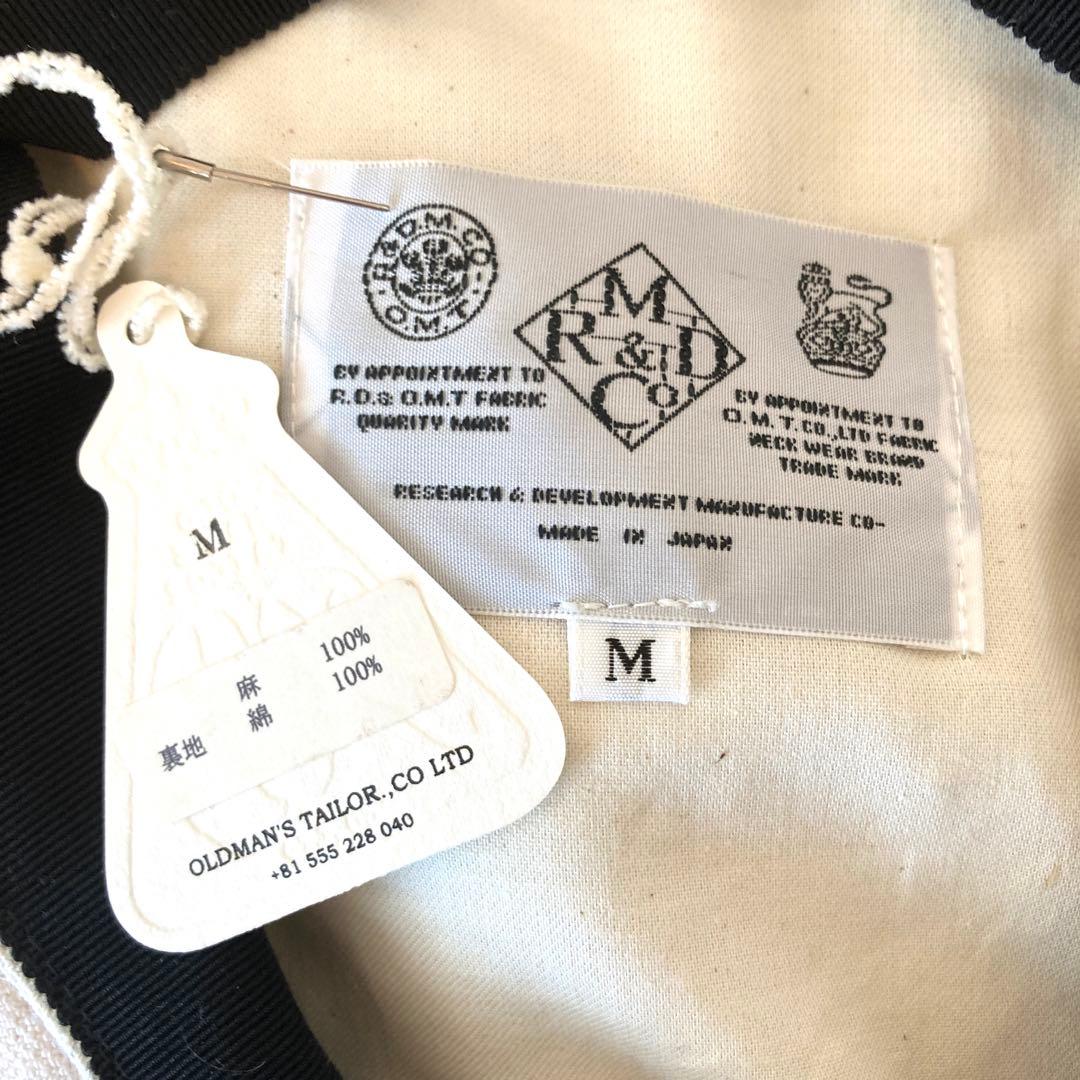 R&D.M.CO
O.M.T.
BY APPOINTMENT TO
R.D.& O.M.T FABRIC
QUARITY MARK
M
R & D
Co.
BY APPOINTMENT TO
O.M.T.CO.,LTD FABRIC
NECK WEAR BRAND
TRADE MARK
RESEARCH & DEVELOPMENT MANUFACTURE CO-
MADE IN JAPAN
M
M
麻 100%
裏地 綿 100%
OLDMAN'S TAILOR.,CO LTD
+81 555 228 040